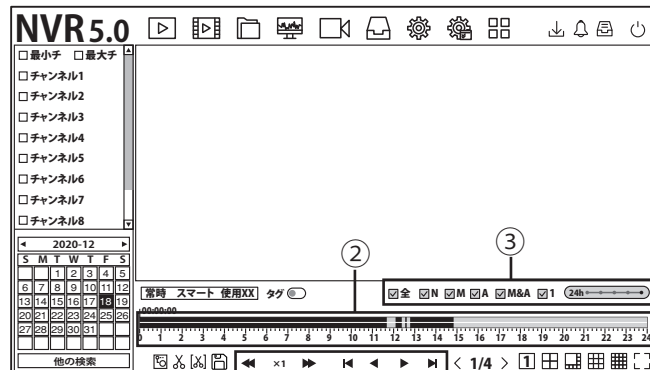 NVR 5.0
最小チ 最大チ
チャンネル1
チャンネル2
チャンネル3
チャンネル4
チャンネル5
チャンネル6
チャンネル7
チャンネル8
2020-12
S M T W T F S
1 2 3 4 5
6 7 8 9 10 11 12
13 14 15 16 17 18 19
20 21 22 23 24 25 26
27 28 29 30 31
他の検索
② ③
常時 スマート 使用XX タグ 全 N M A M&A 1 24h
00:00:00
0 1 2 3 4 5 6 7 8 9 10 11 12 13 14 15 16 17 18 19 20 21 22 23 24
×1 1/4 1